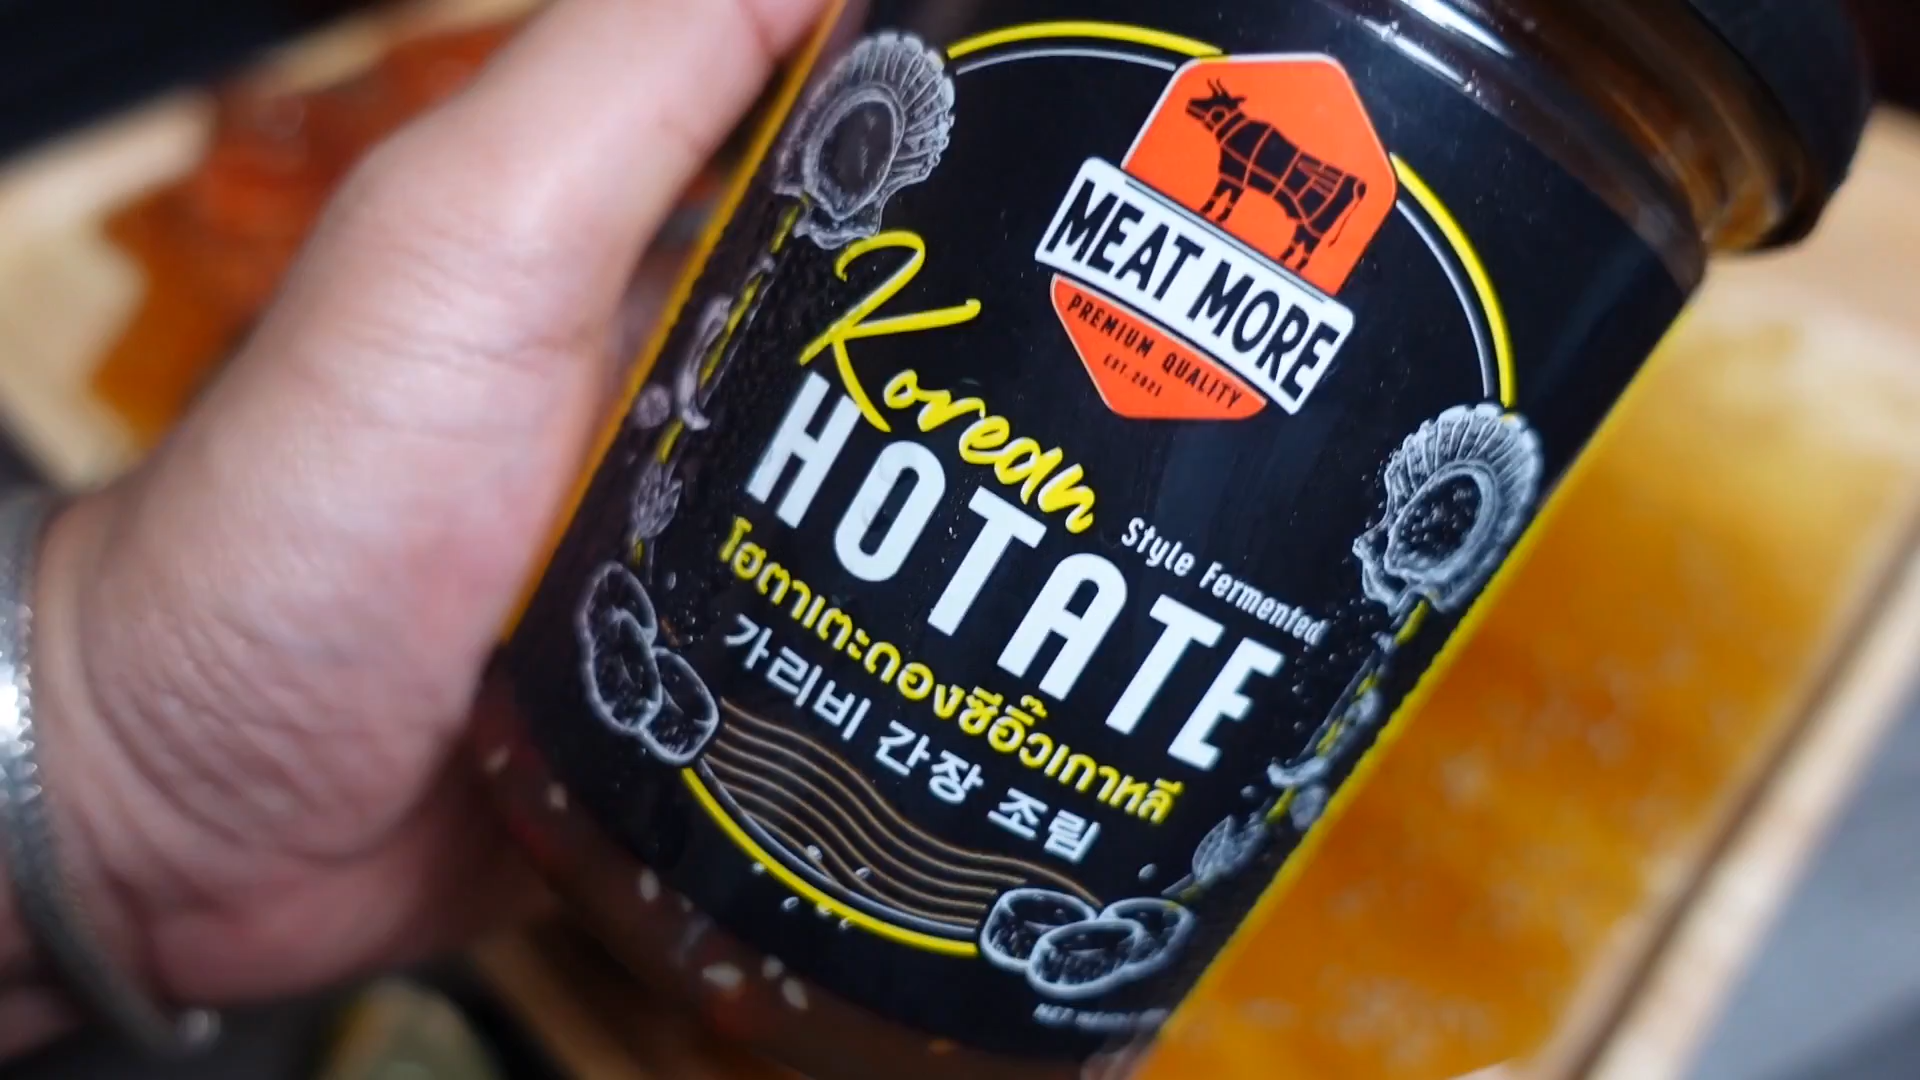 MEAT MORE
PREMIUM QUALITY
EST.2021
Korean
Style Fermented
HOTATE
โฮตาเตะดองซีอิ๊วเกาหลี
가리비 간장 조림